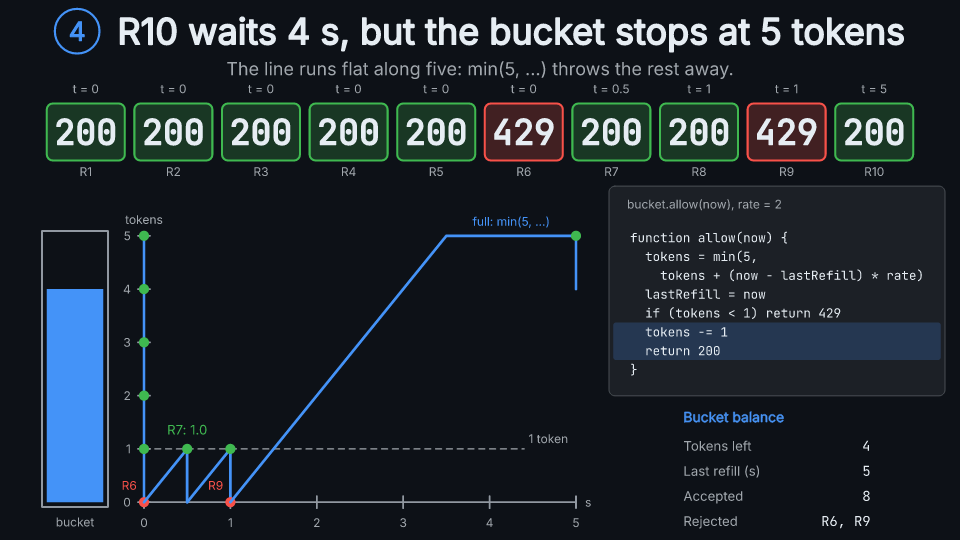 4
R10 waits 4 s, but the bucket stops at 5 tokens
The line runs flat along five: min(5, ...) throws the rest away.
t = 0 t = 0 t = 0 t = 0 t = 0 t = 0 t = 0.5 t = 1 t = 1 t = 5
200 200 200 200 200 429 200 200 429 200
R1 R2 R3 R4 R5 R6 R7 R8 R9 R10
tokens
full: min(5, ...)
5
4
3
2
1
0
R7: 1.0
1 token
R6
R9
s
bucket
0 1 2 3 4 5
bucket.allow(now), rate = 2
function allow(now) {
tokens = min(5,
tokens + (now - lastRefill) * rate)
lastRefill = now
if (tokens < 1) return 429
tokens -= 1
return 200
}
Bucket balance
Tokens left 4
Last refill (s) 5
Accepted 8
Rejected R6, R9